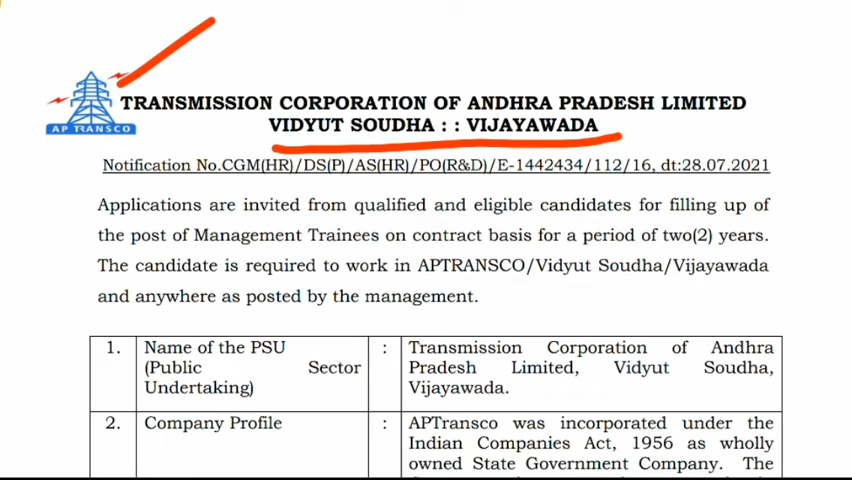 AP TRANSCO
TRANSMISSION CORPORATION OF ANDHRA PRADESH LIMITED
VIDYUT SOUDHA : : VIJAYAWADA
Notification No.CGM(HR)/DS(P)/AS(HR)/PO(R&D)/E-1442434/112/16, dt:28.07.2021
Applications are invited from qualified and eligible candidates for filling up of
the post of Management Trainees on contract basis for a period of two(2) years.
The candidate is required to work in APTRANSCO/Vidyut Soudha/Vijayawada
and anywhere as posted by the management.
1. Name of the PSU : Transmission Corporation of Andhra
(Public Sector Pradesh Limited, Vidyut Soudha,
Undertaking) Vijayawada.
2. Company Profile : APTransco was incorporated under the
Indian Companies Act, 1956 as wholly
owned State Government Company. The